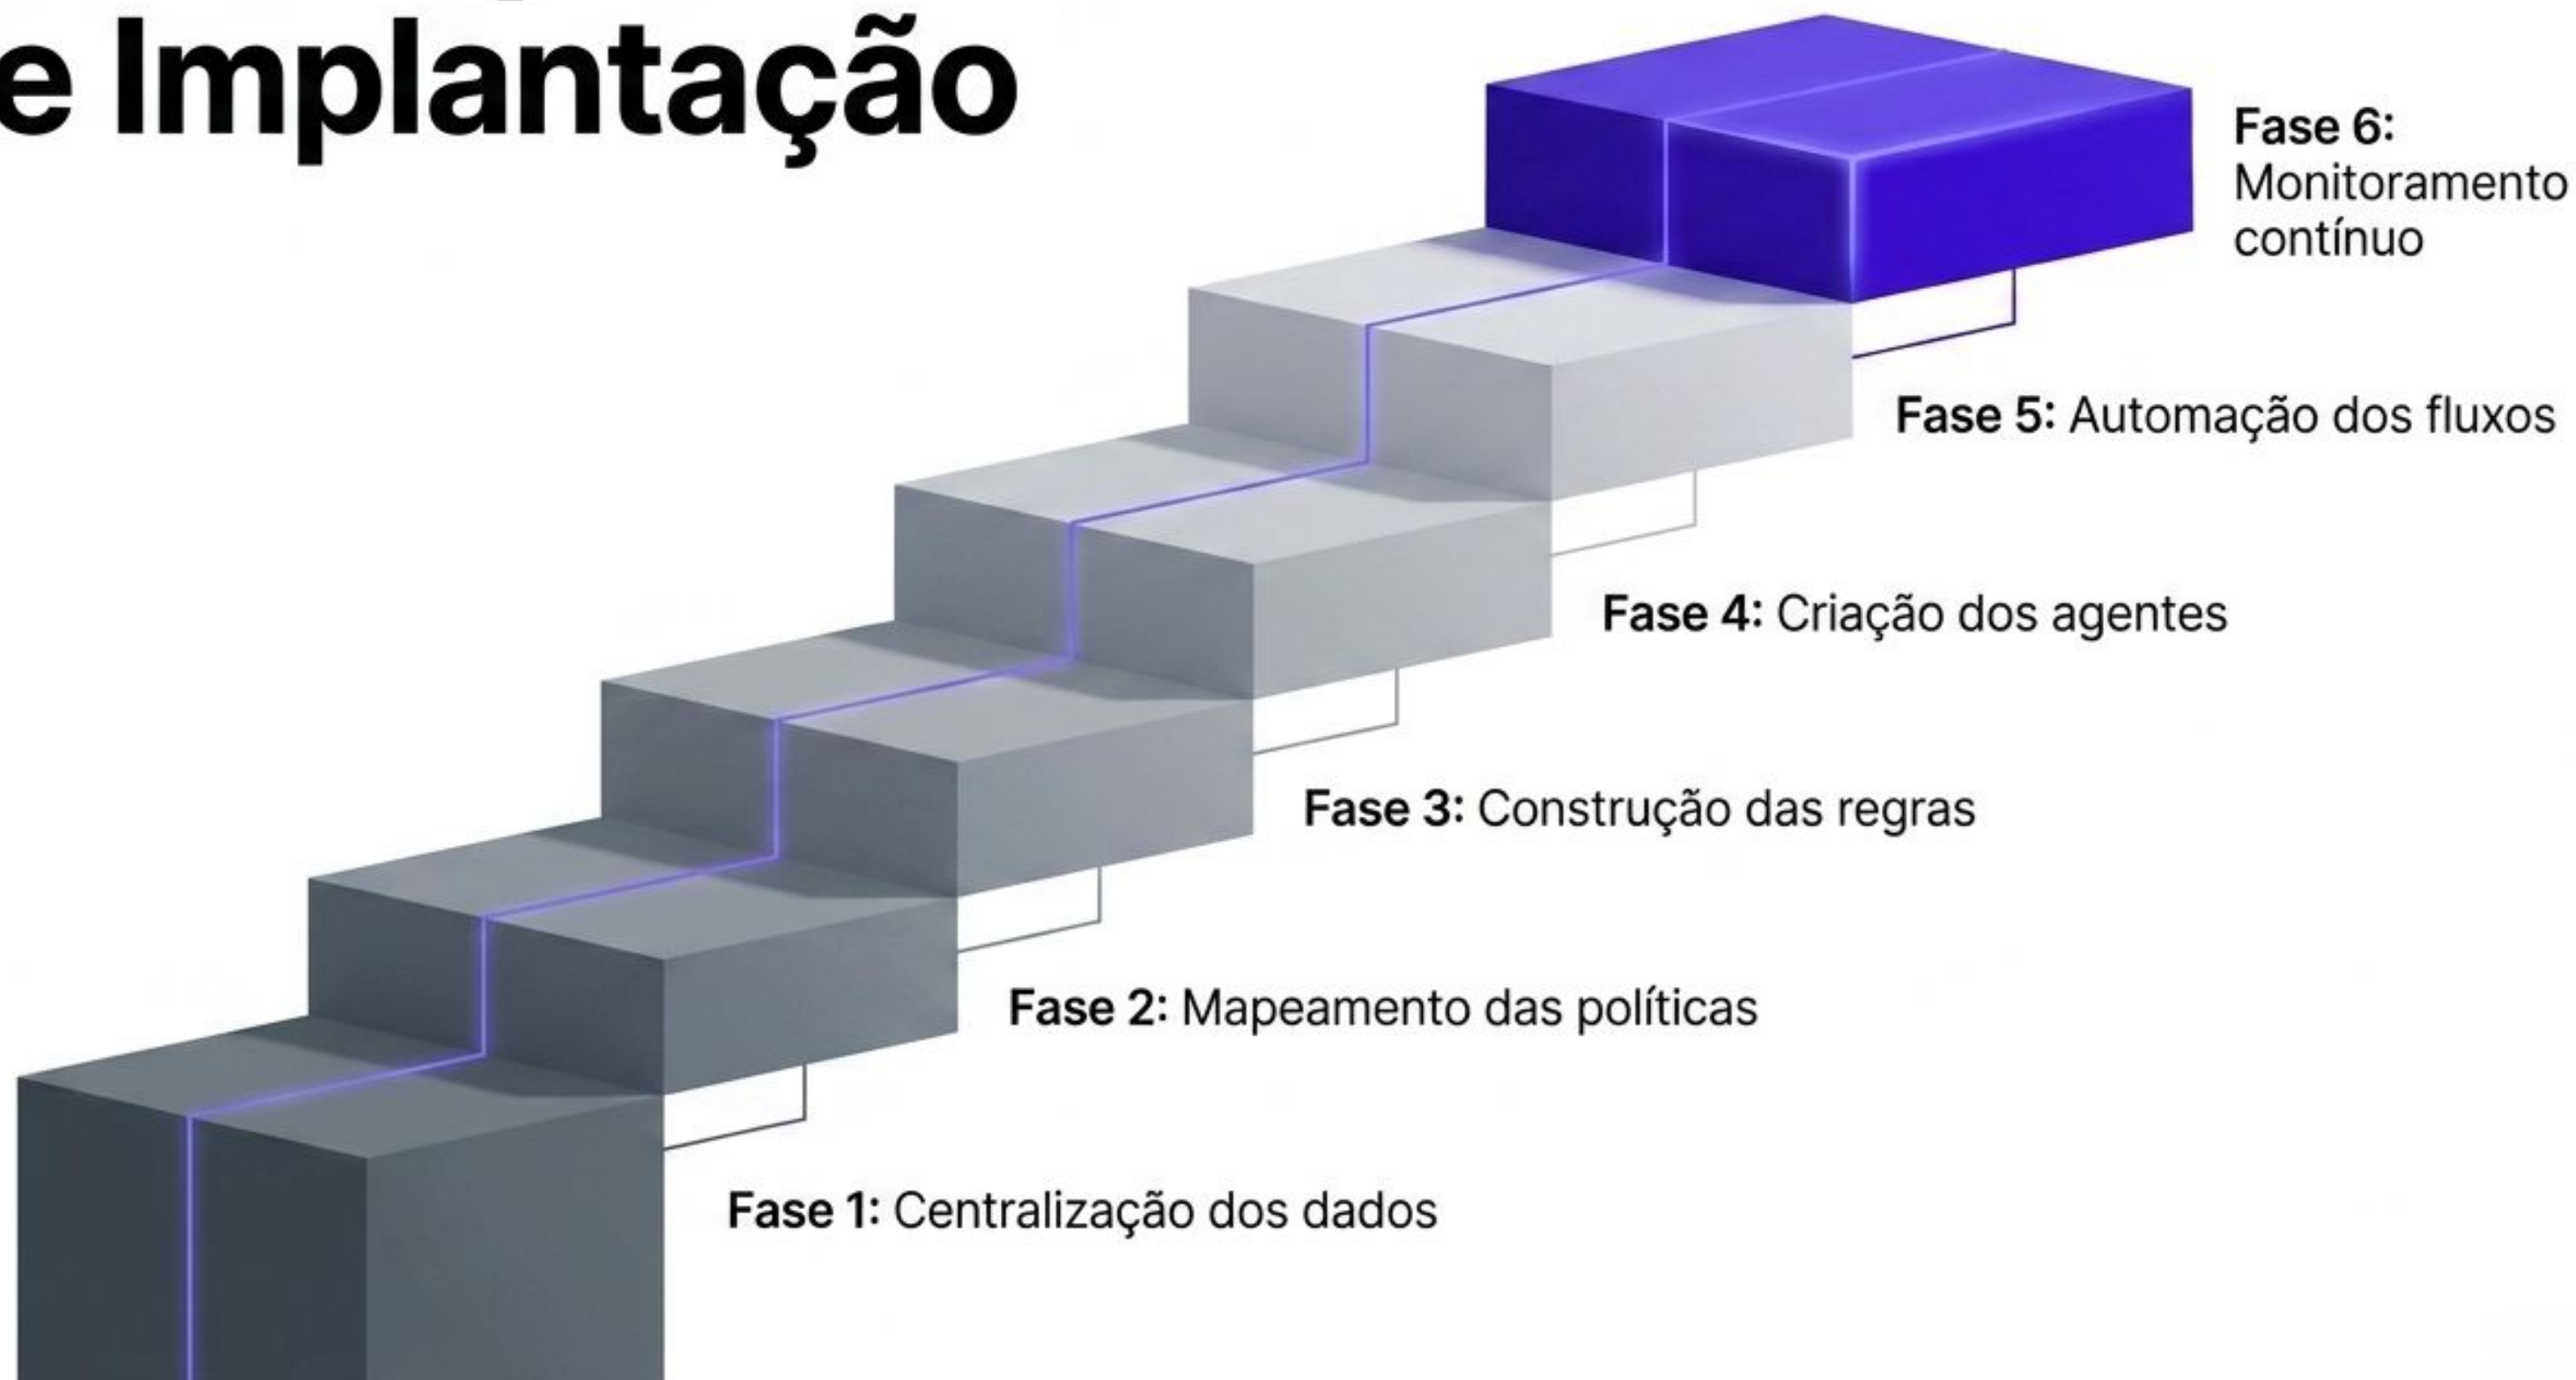 e Implantação
Fase 6:
Monitoramento
contínuo
Fase 5: Automação dos fluxos
Fase 4: Criação dos agentes
Fase 3: Construção das regras
Fase 2: Mapeamento das políticas
Fase 1: Centralização dos dados